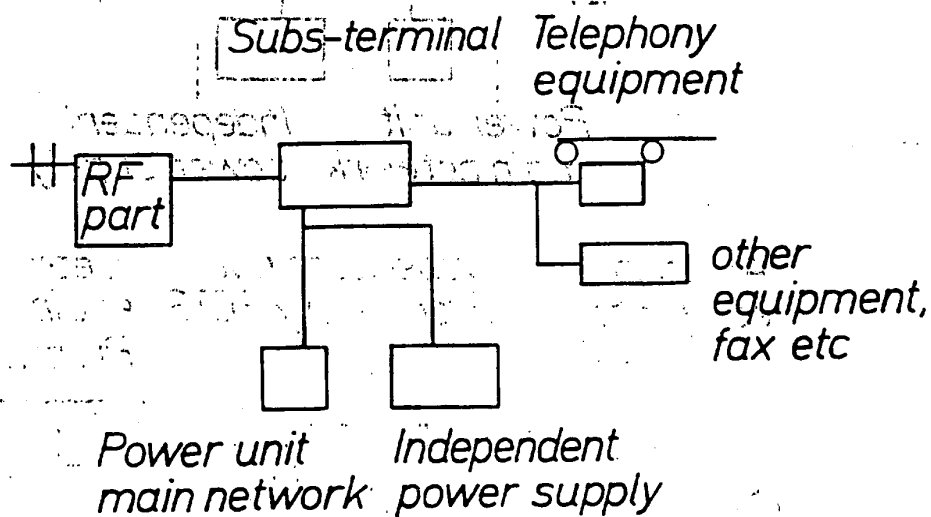 Subs-terminal
Telephony
equipment
RF
part
other
equipment,
fax etc
Power unit
main network
Independent
power supply